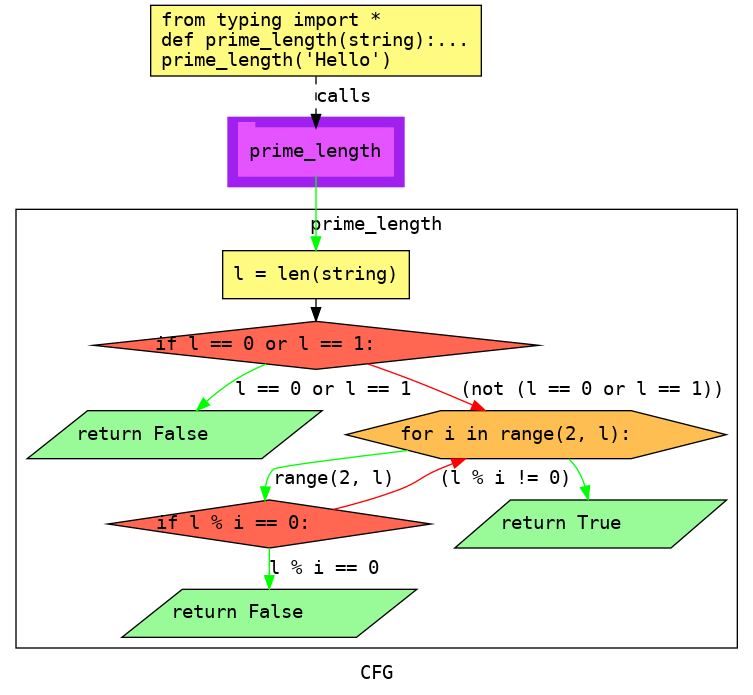 from typing import *
def prime_length(string):...
prime_length('Hello')
calls
prime_length
prime_length
l = len(string)
if l == 0 or l == 1:
l == 0 or l == 1
(not (l == 0 or l == 1))
return False
for i in range(2, l):
range(2, l)
(l % i != 0)
if l % i == 0:
return True
l % i == 0
return False
CFG